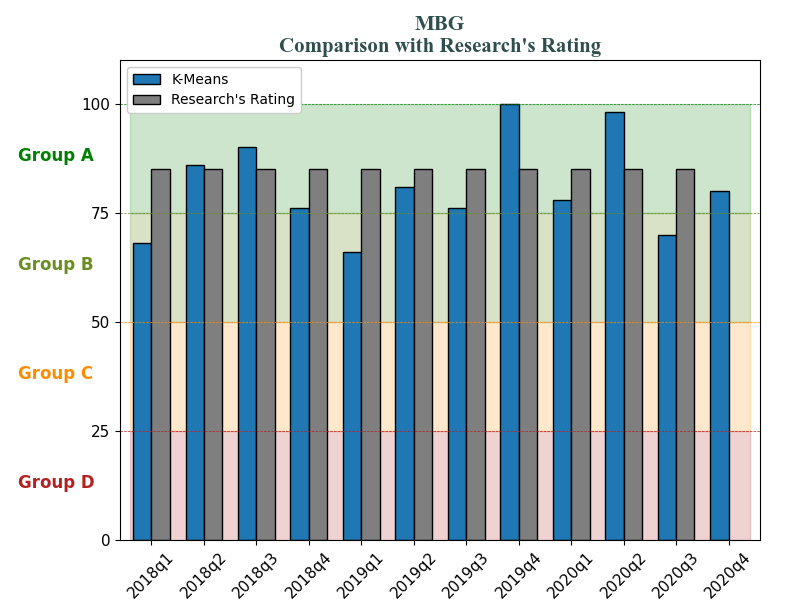 MBG
Comparison with Research's Rating
K-Means
Research's Rating
100
Group A
75
Group B
50
Group C
25
Group D
0
2018q1
2018q2
2018q3
2018q4
2019q1
2019q2
2019q3
2019q4
2020q1
2020q2
2020q3
2020q4